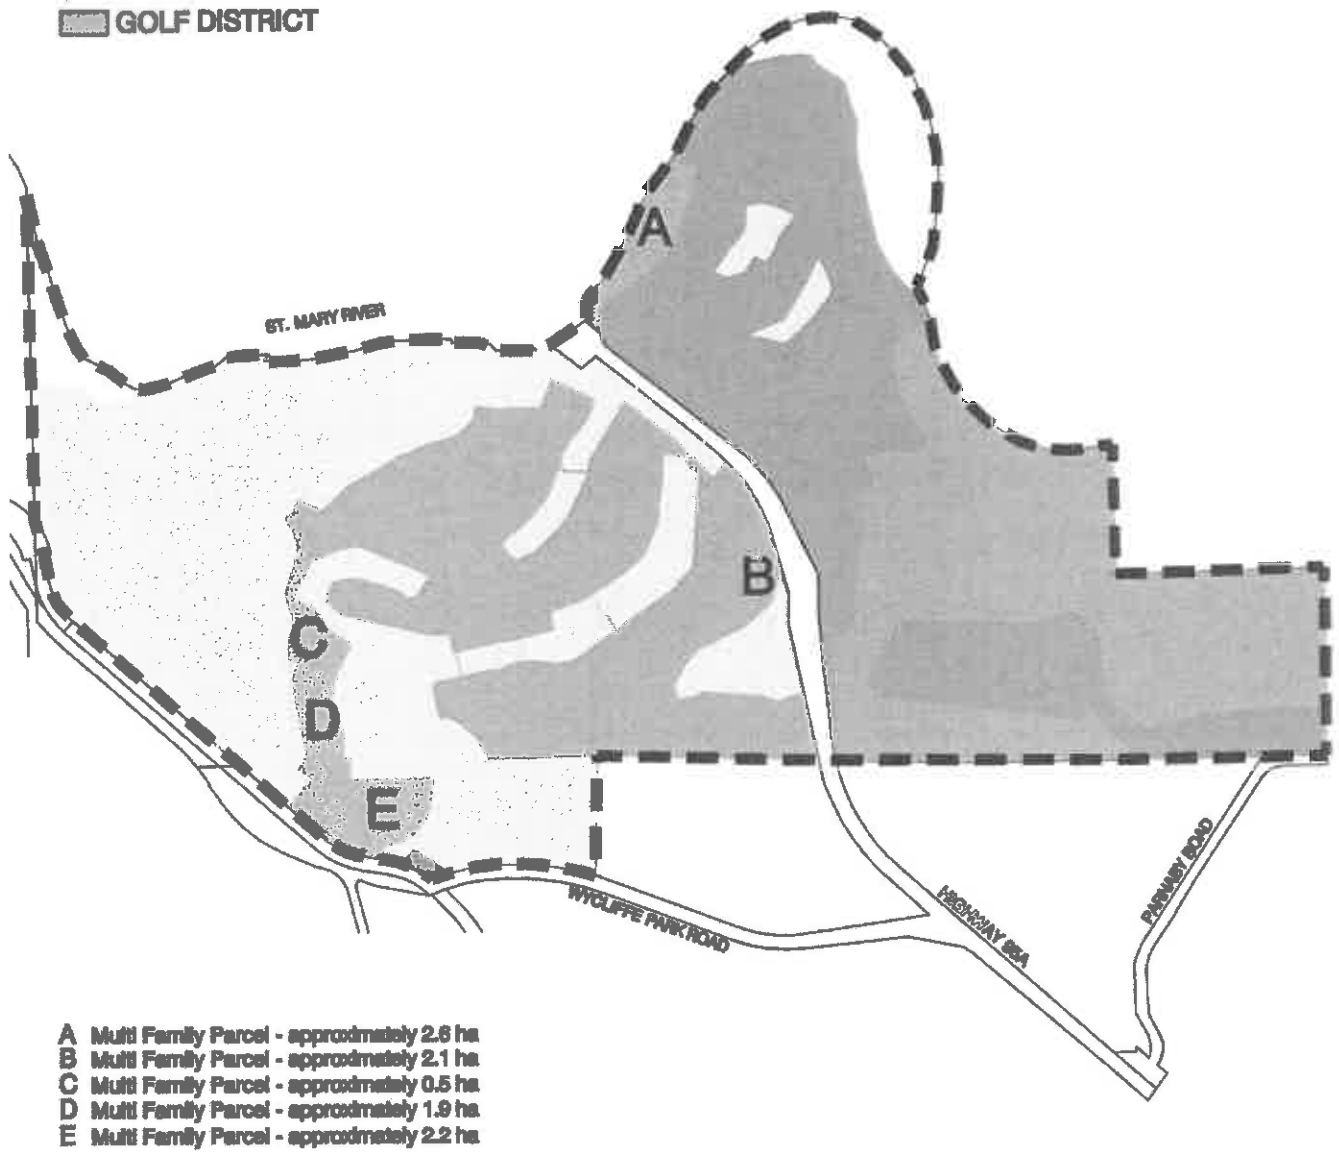 GOLF DISTRICT
A
ST. MARY RIVER
B
C
D
E
WYCLIFFE PARK ROAD
HIGHWAY 95A
PARNABY ROAD
A Multi Family Parcel - approximately 2.6 ha
B Multi Family Parcel - approximately 2.1 ha
C Multi Family Parcel - approximately 0.5 ha
D Multi Family Parcel - approximately 1.9 ha
E Multi Family Parcel - approximately 2.2 ha